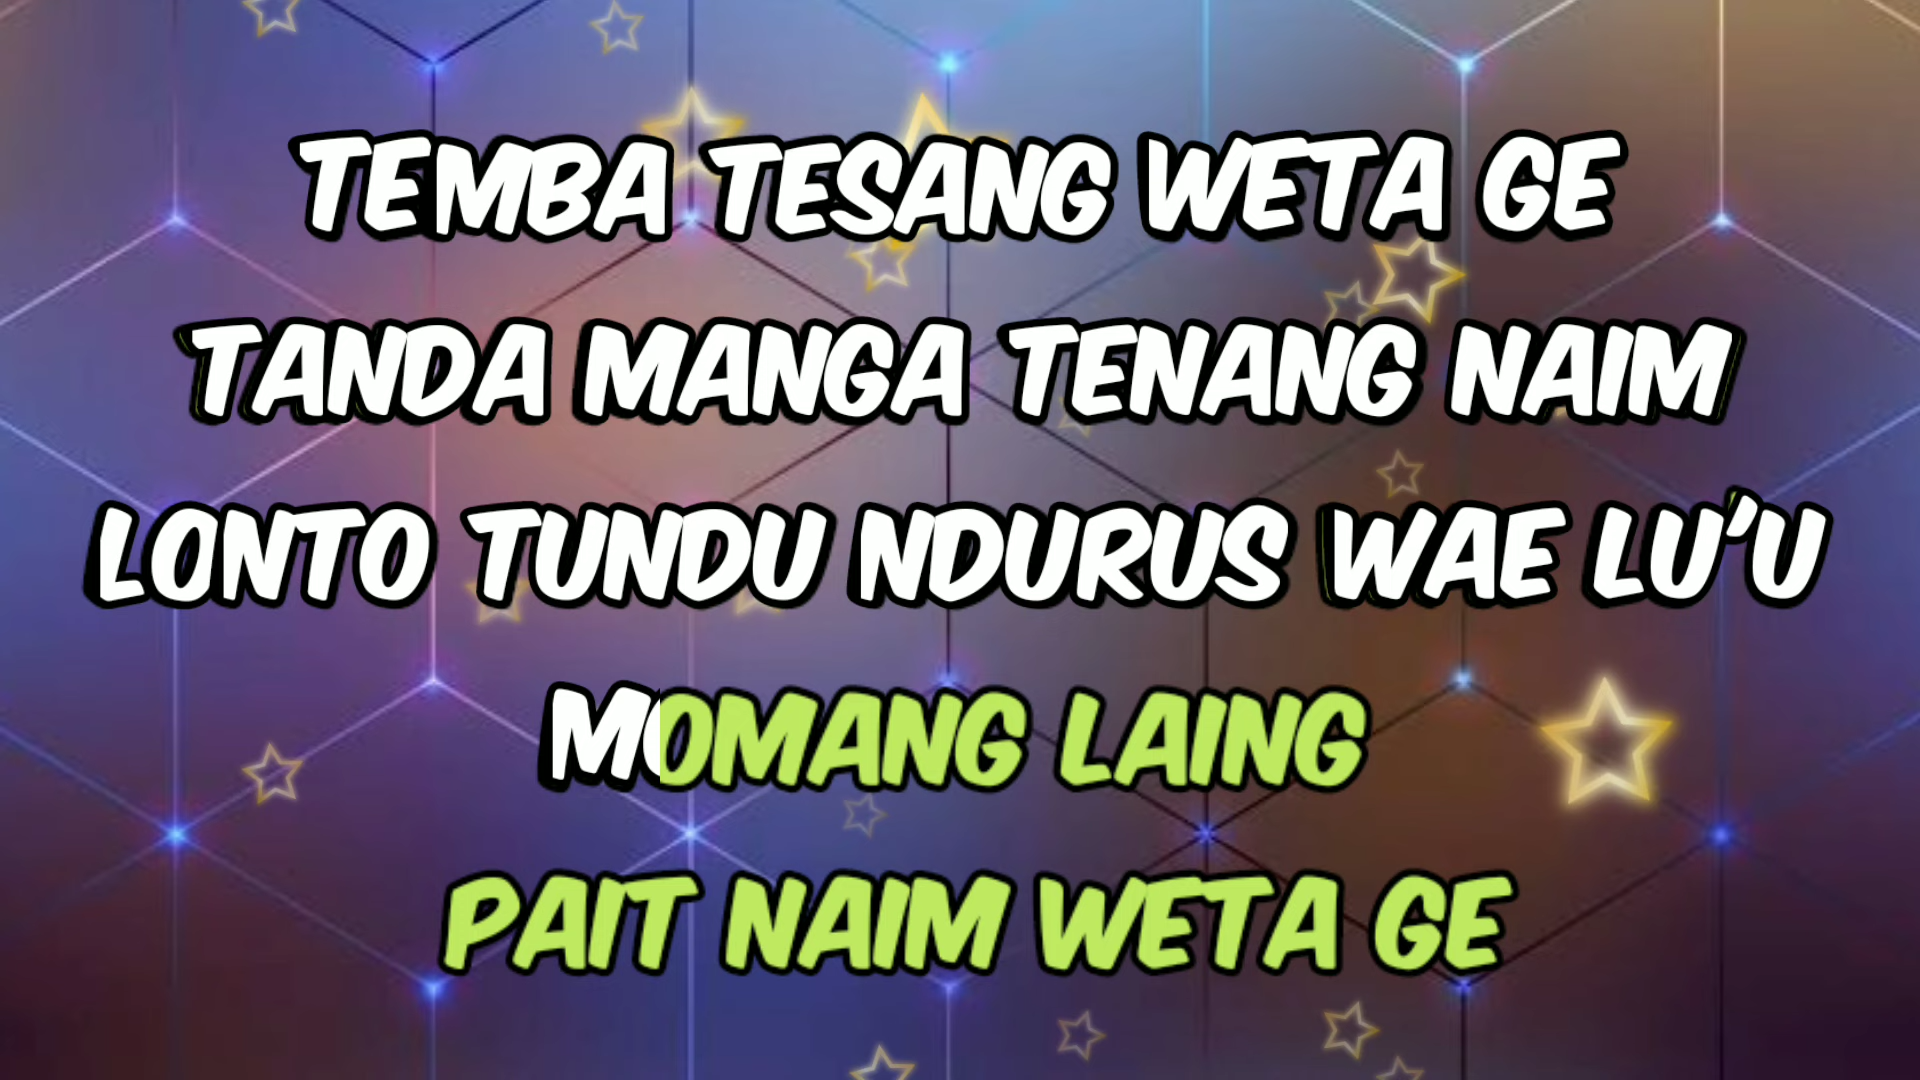 TEMBA TESANG WETA GE
TANDA MANGA TENANG NAIM
LONTO TUNDU NDURUS WAE LU'U
MOMANG LAING
PAIT NAIM WETA GE